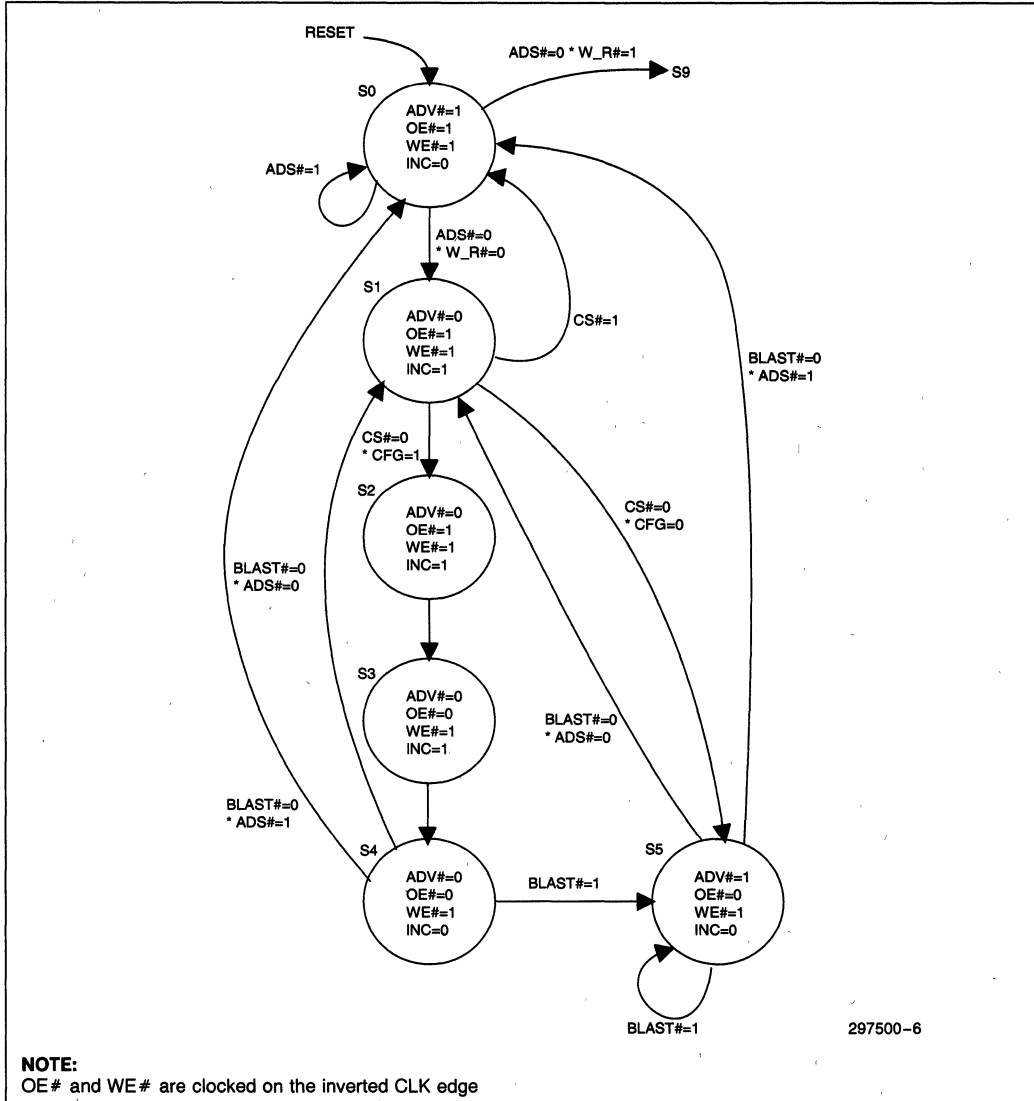 RESET
ADS#=0 * W_R#=1
S9
S0
ADV#=1
OE#=1
WE#=1
INC=0
ADS#=1
ADS#=0
* W_R#=0
S1
ADV#=0
OE#=1
WE#=1
INC=1
CS#=1
BLAST#=0
* ADS#=1
CS#=0
* CFG=1
S2
ADV#=0
OE#=1
WE#=1
INC=1
CS#=0
* CFG=0
BLAST#=0
* ADS#=0
S3
ADV#=0
OE#=0
WE#=1
INC=1
BLAST#=0
* ADS#=0
BLAST#=0
* ADS#=1
S4
ADV#=0
OE#=0
WE#=1
INC=0
BLAST#=1
S5
ADV#=1
OE#=0
WE#=1
INC=0
BLAST#=1
297500-6
NOTE:
OE# and WE# are clocked on the inverted CLK edge